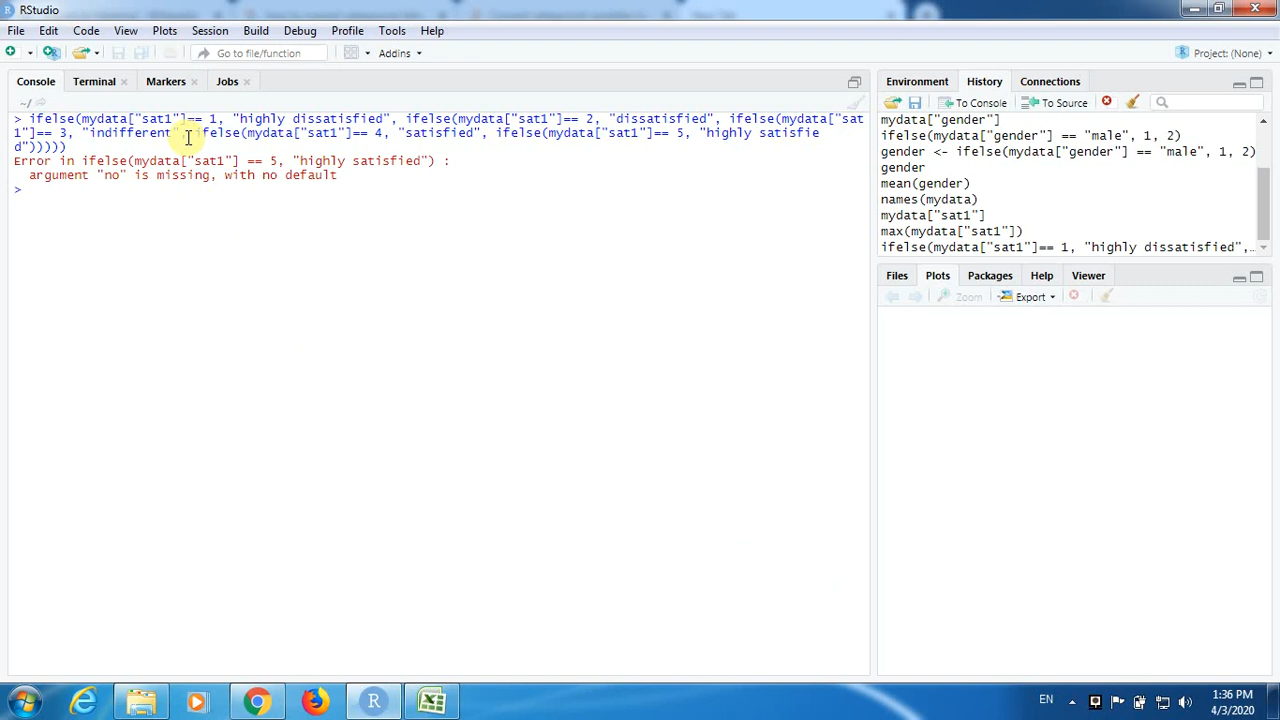 RStudio
File Edit Code View Plots Session Build Debug Profile Tools Help
Go to file/function Addins Project: (None)
Console Terminal Markers Jobs
~/
> ifelse(mydata["sat1"]== 1, "highly dissatisfied", ifelse(mydata["sat1"]== 2, "dissatisfied", ifelse(mydata["sat
1"]== 3, "indifferent", ifelse(mydata["sat1"]== 4, "satisfied", ifelse(mydata["sat1"]== 5, "highly satisfie
d")))))
Error in ifelse(mydata["sat1"] == 5, "highly satisfied") :
argument "no" is missing, with no default
>
Environment History Connections
To Console To Source
mydata["gender"]
ifelse(mydata["gender"] == "male", 1, 2)
gender <- ifelse(mydata["gender"] == "male", 1, 2)
gender
mean(gender)
names(mydata)
mydata["sat1"]
max(mydata["sat1"])
ifelse(mydata["sat1"]== 1, "highly dissatisfied",…
Files Plots Packages Help Viewer
Zoom Export
EN
1:36 PM
4/3/2020